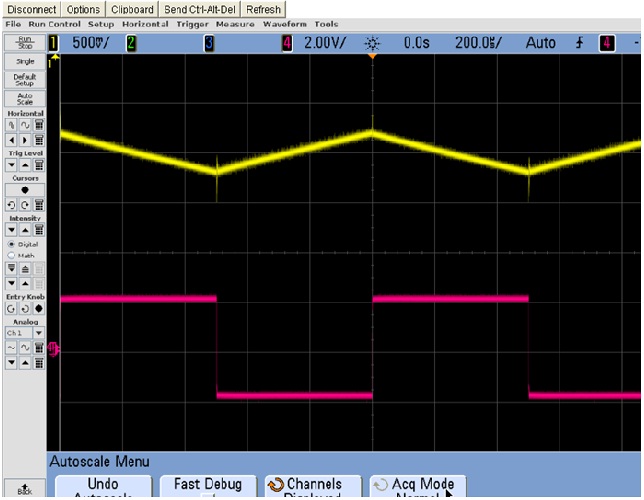 Disconnect Options Clipboard Send Ctrl-Alt-Del Refresh
File Run Control Setup Horizontal Trigger Measure Waveform Tools
Run
Stop
1 500㎷/ 2 3 4 2.00V/ 0.0s 200.0㎲/ Auto 4
Single
Default
Setup
Auto
Scale
Horizontal
Trig Level
Cursors
Intensity
Digital
Math
Entry Knob
Analog
Ch 1
Back
Autoscale Menu
Undo
Autoscale
Fast Debug
Channels
Displayed
Acq Mode
Normal